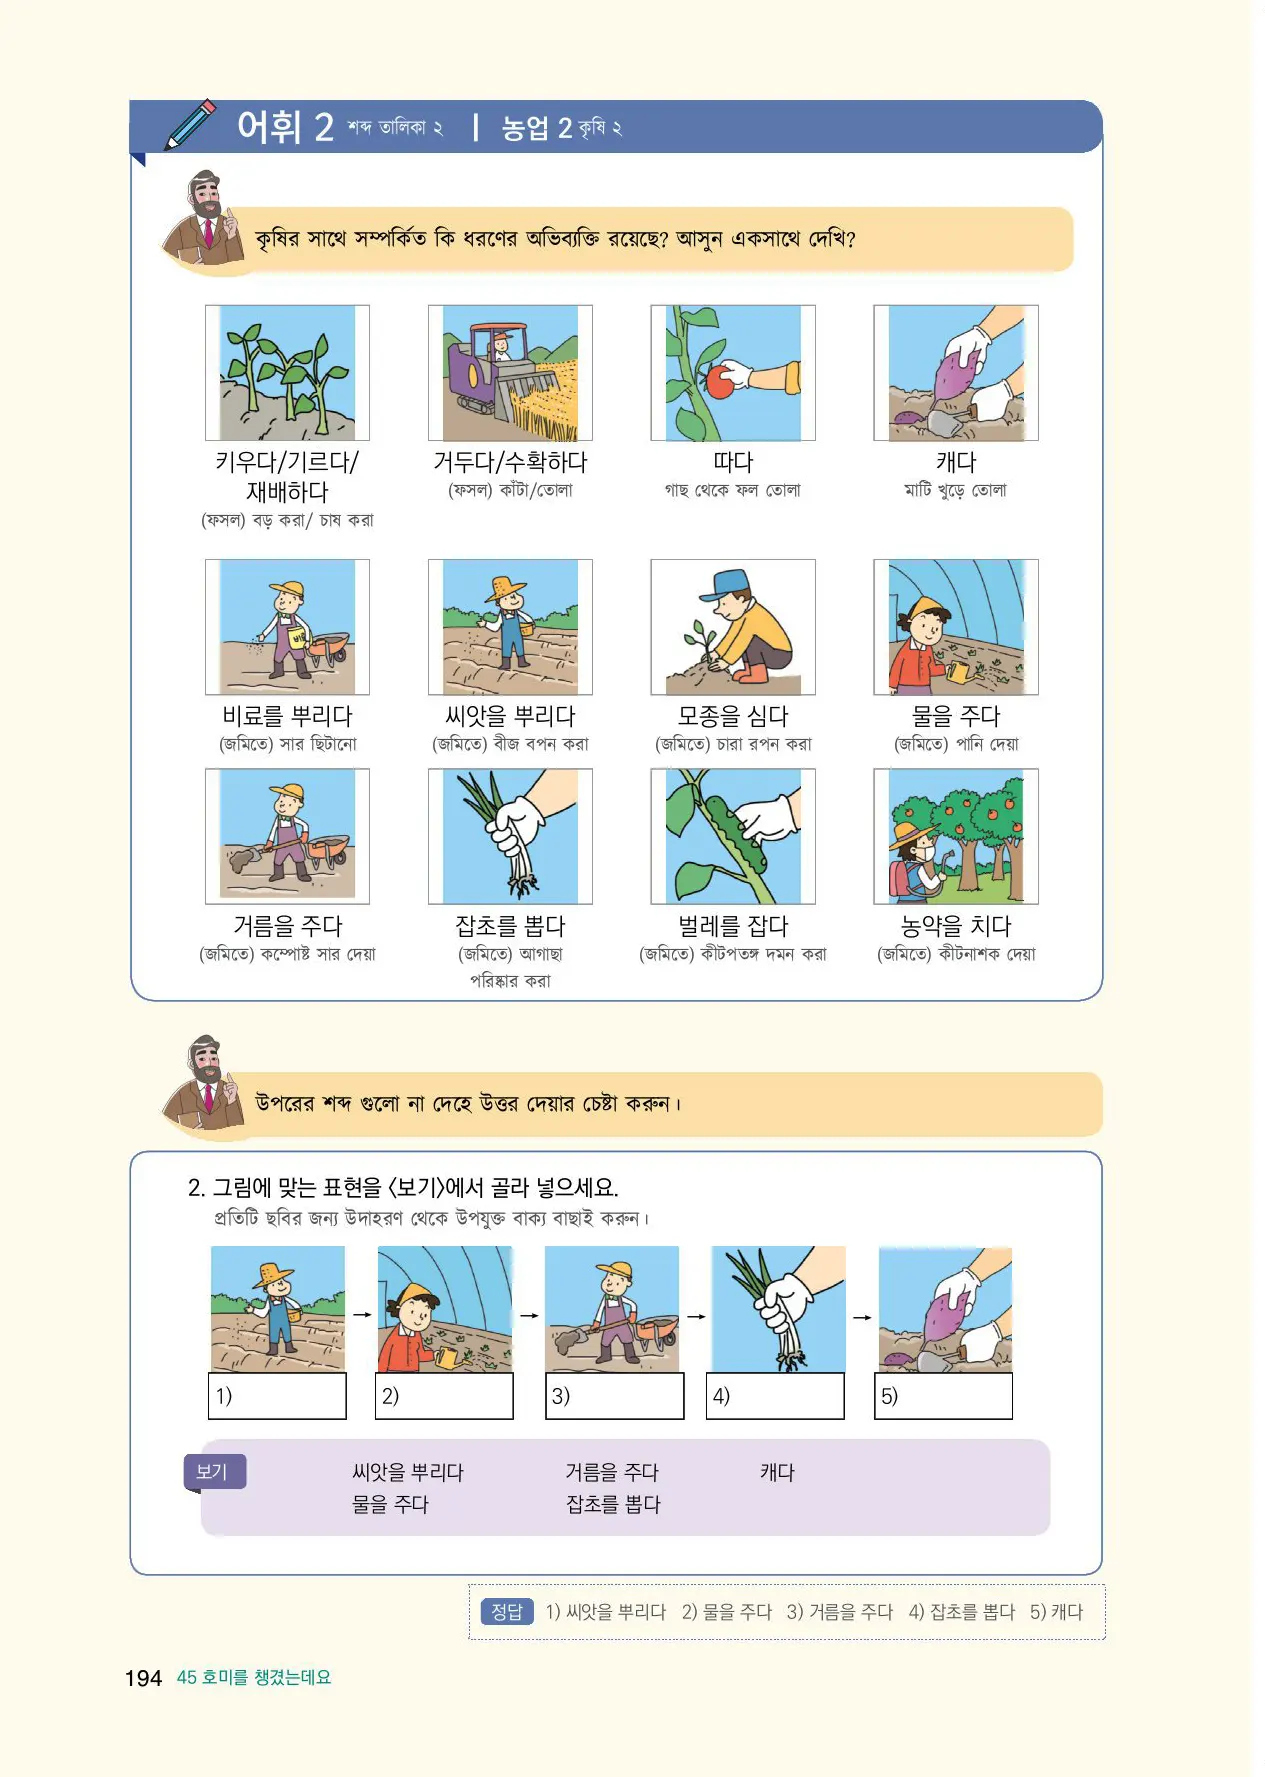 어휘 2 শব্দ তালিকা ২ | 농업 2 কৃষি ২
কৃষির সাথে সম্পর্কিত কি ধরণের অভিব্যক্তি রয়েছে? আসুন একসাথে দেখি?
키우다/기르다/
재배하다
(ফসল) বড় করা/ চাষ করা
거두다/수확하다
(ফসল) কাঁটা/তোলা
따다
গাছ থেকে ফল তোলা
캐다
মাটি খুড়ে তোলা
비료를 뿌리다
(জমিতে) সার ছিটানো
씨앗을 뿌리다
(জমিতে) বীজ বপন করা
모종을 심다
(জমিতে) চারা রপন করা
물을 주다
(জমিতে) পানি দেয়া
거름을 주다
(জমিতে) কম্পোষ্ট সার দেয়া
잡초를 뽑다
(জমিতে) আগাছা
পরিষ্কার করা
벌레를 잡다
(জমিতে) কীটপতঙ্গ দমন করা
농약을 치다
(জমিতে) কীটনাশক দেয়া
উপরের শব্দ গুলো না দেহে উত্তর দেয়ার চেষ্টা করুন।
2. 그림에 맞는 표현을 〈보기〉에서 골라 넣으세요.
প্রতিটি ছবির জন্য উদাহরণ থেকে উপযুক্ত বাক্য বাছাই করুন।
1) 2) 3) 4) 5)
보기 씨앗을 뿌리다 거름을 주다 캐다
물을 주다 잡초를 뽑다
정답 1) 씨앗을 뿌리다 2) 물을 주다 3) 거름을 주다 4) 잡초를 뽑다 5) 캐다
194 45 호미를 챙겼는데요